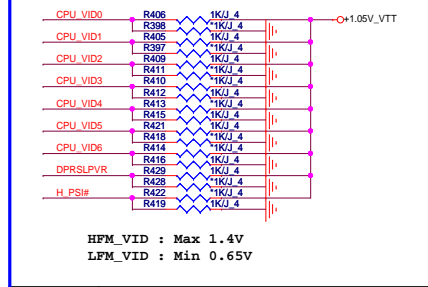 CPU_VID0 R406 1K/J_4 +1.05V_VTT
R398 *1K/J_4
CPU_VID1 R405 1K/J_4
R397 *1K/J_4
CPU_VID2 R409 1K/J_4
R411 *1K/J_4
CPU_VID3 R410 *1K/J_4
R412 1K/J_4
CPU_VID4 R413 *1K/J_4
R415 1K/J_4
CPU_VID5 R421 1K/J_4
R418 *1K/J_4
CPU_VID6 R414 *1K/J_4
R416 1K/J_4
DPRSLPVR R429 1K/J_4
R428 *1K/J_4
H_PSI# R422 *1K/J_4
R419 1K/J_4
HFM_VID : Max 1.4V
LFM_VID : Min 0.65V